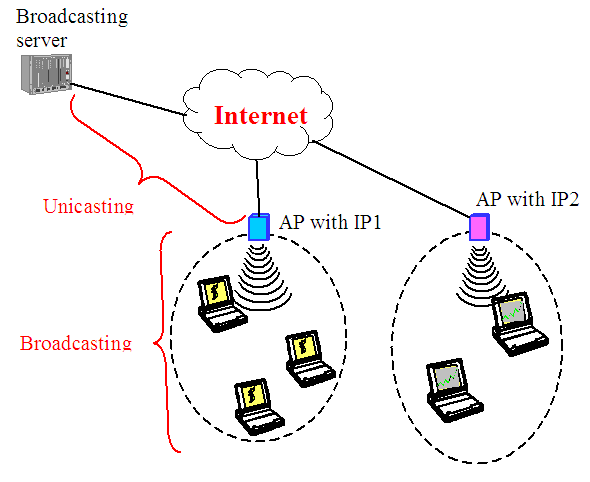 Broadcasting
server
Internet
Unicasting
AP with IP1
AP with IP2
Broadcasting